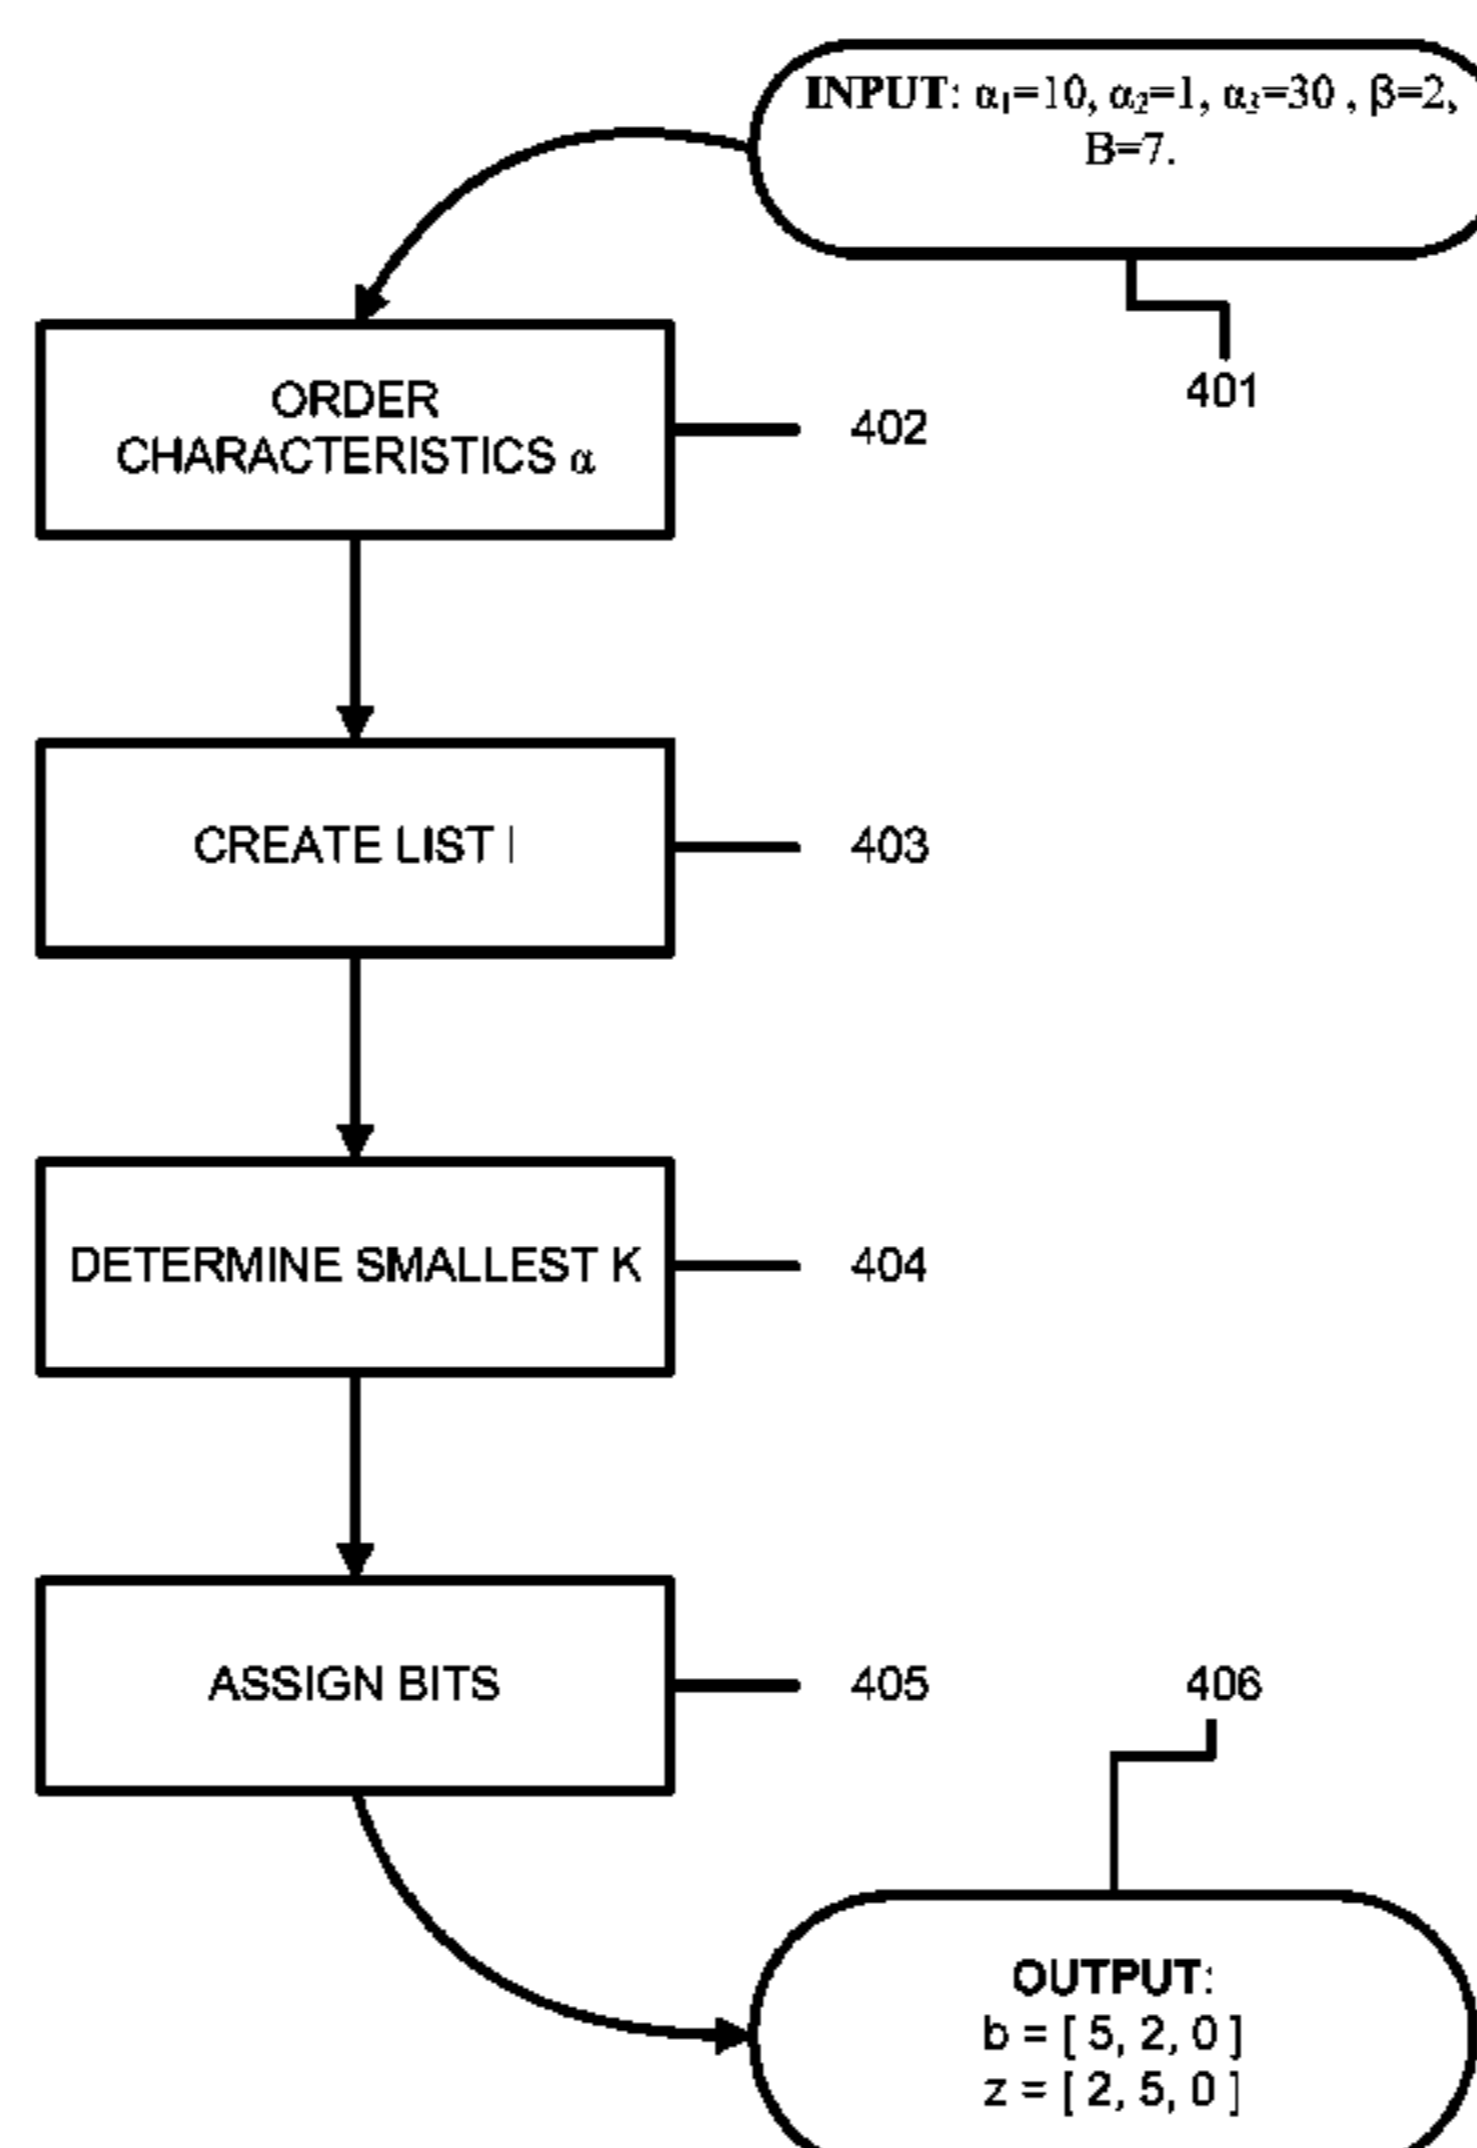 INPUT: α₁=10, α₂=1, α₃=30 , β=2,
B=7.
401
ORDER
CHARACTERISTICS α
402
CREATE LIST l
403
DETERMINE SMALLEST K
404
ASSIGN BITS
405
406
OUTPUT:
b = [ 5, 2, 0 ]
z = [ 2, 5, 0 ]